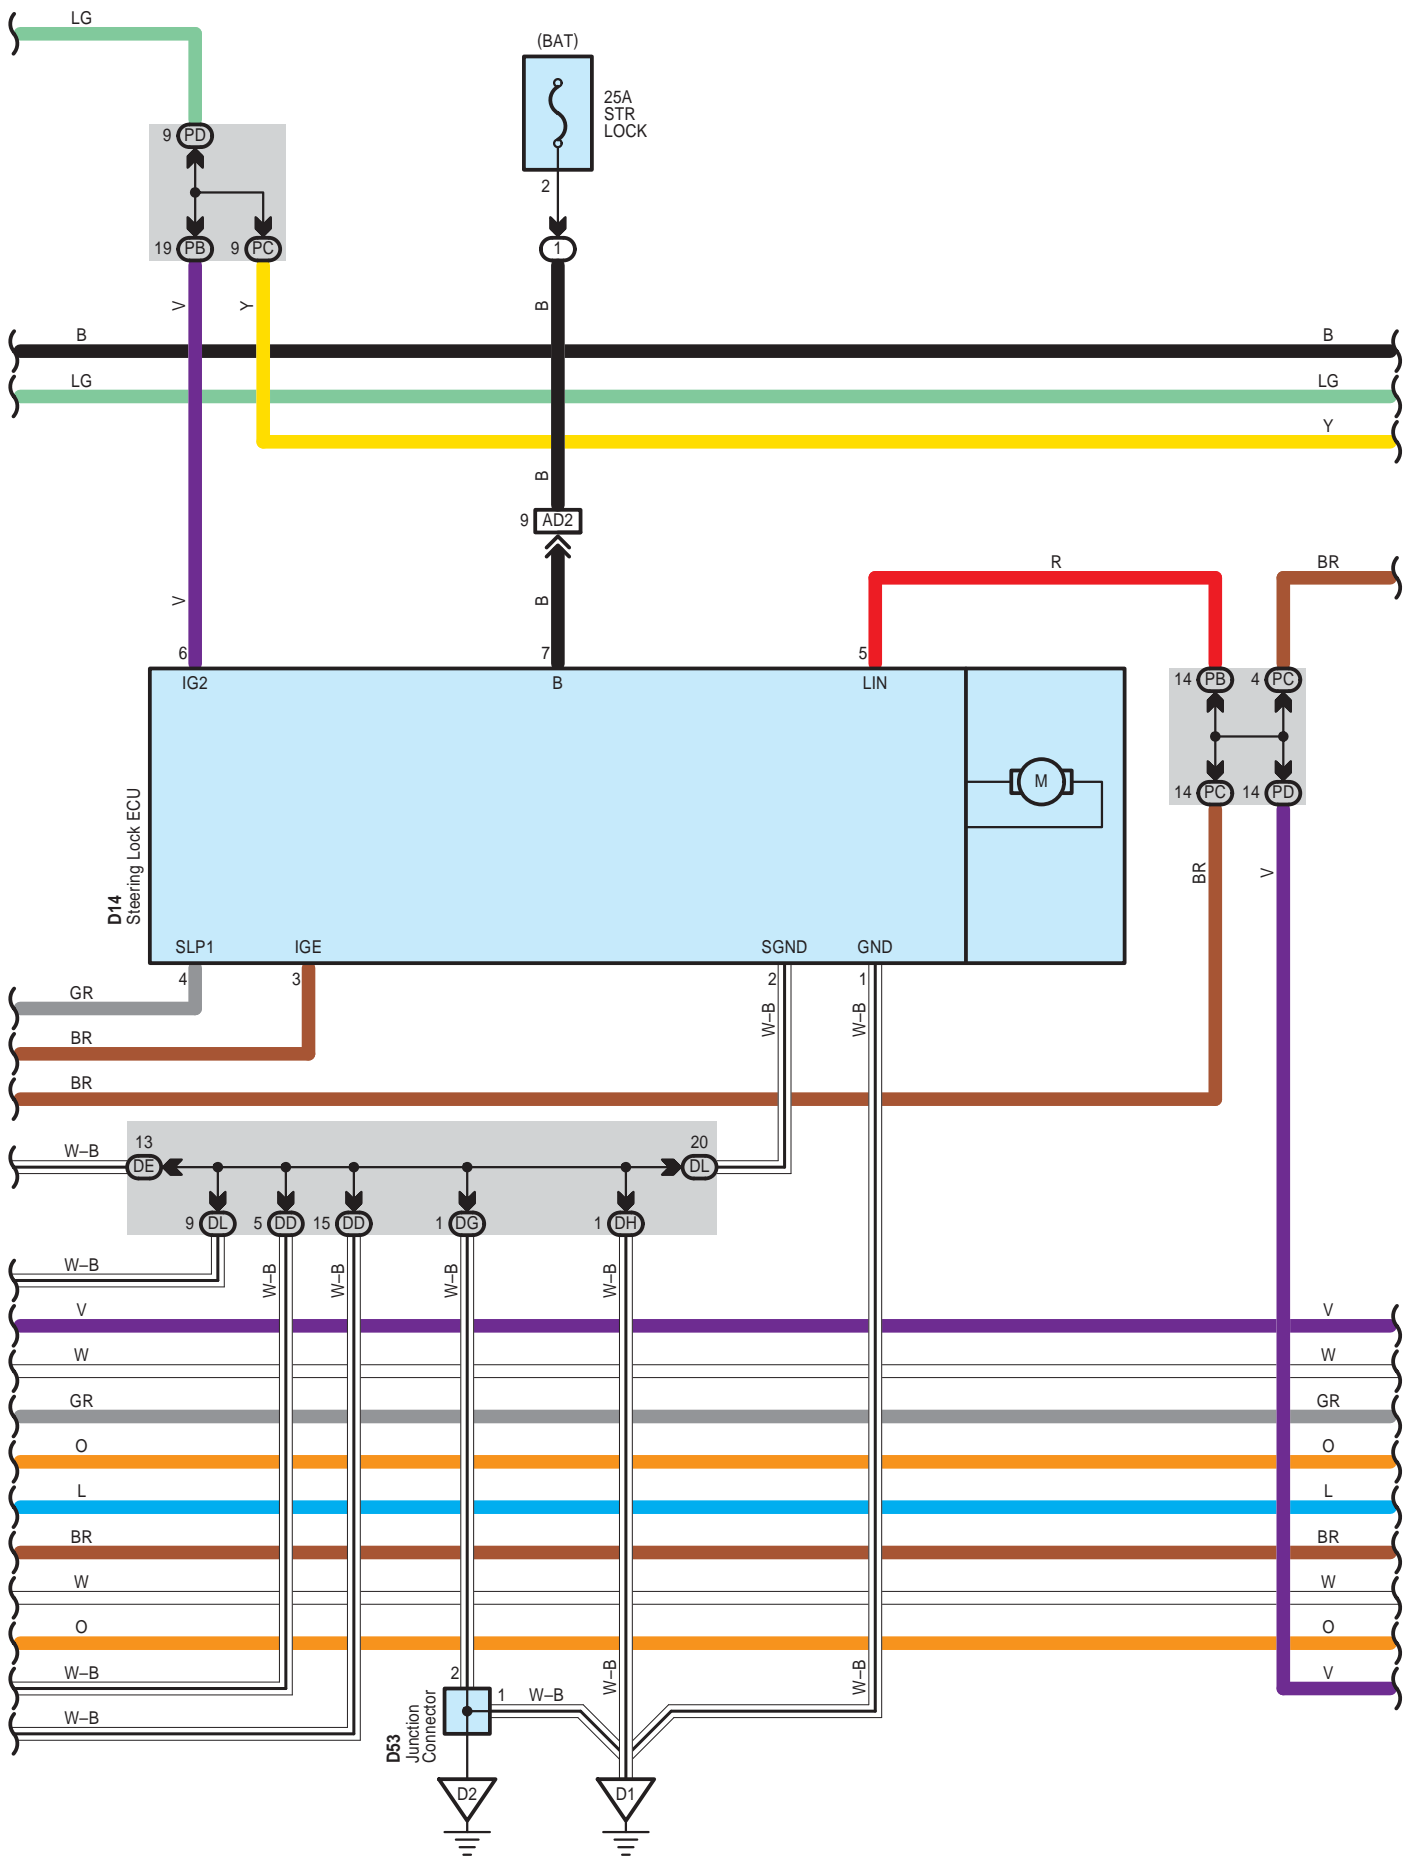 LG
(BAT)
25A
STR
LOCK
9 PD
2
19 PB 9 PC
1
V
Y
B
B
B
LG
LG
Y
B
9 AD2
R
BR
V
B
6
7
5
IG2
B
LIN
14 PB 4 PC
M
14 PC 14 PD
D14
Steering Lock ECU
BR
V
SLP1
IGE
SGND
GND
4
3
2
1
GR
W–B
W–B
BR
BR
13
20
W–B
DE
DL
9 DL 5 DD 15 DD 1 DG 1 DH
W–B
W–B
W–B
W–B
W–B
V
V
W
W
GR
GR
O
O
L
L
BR
BR
W
W
O
O
W–B
2
W–B
W–B
V
1
W–B
W–B
D53
Junction
Connector
D2
D1